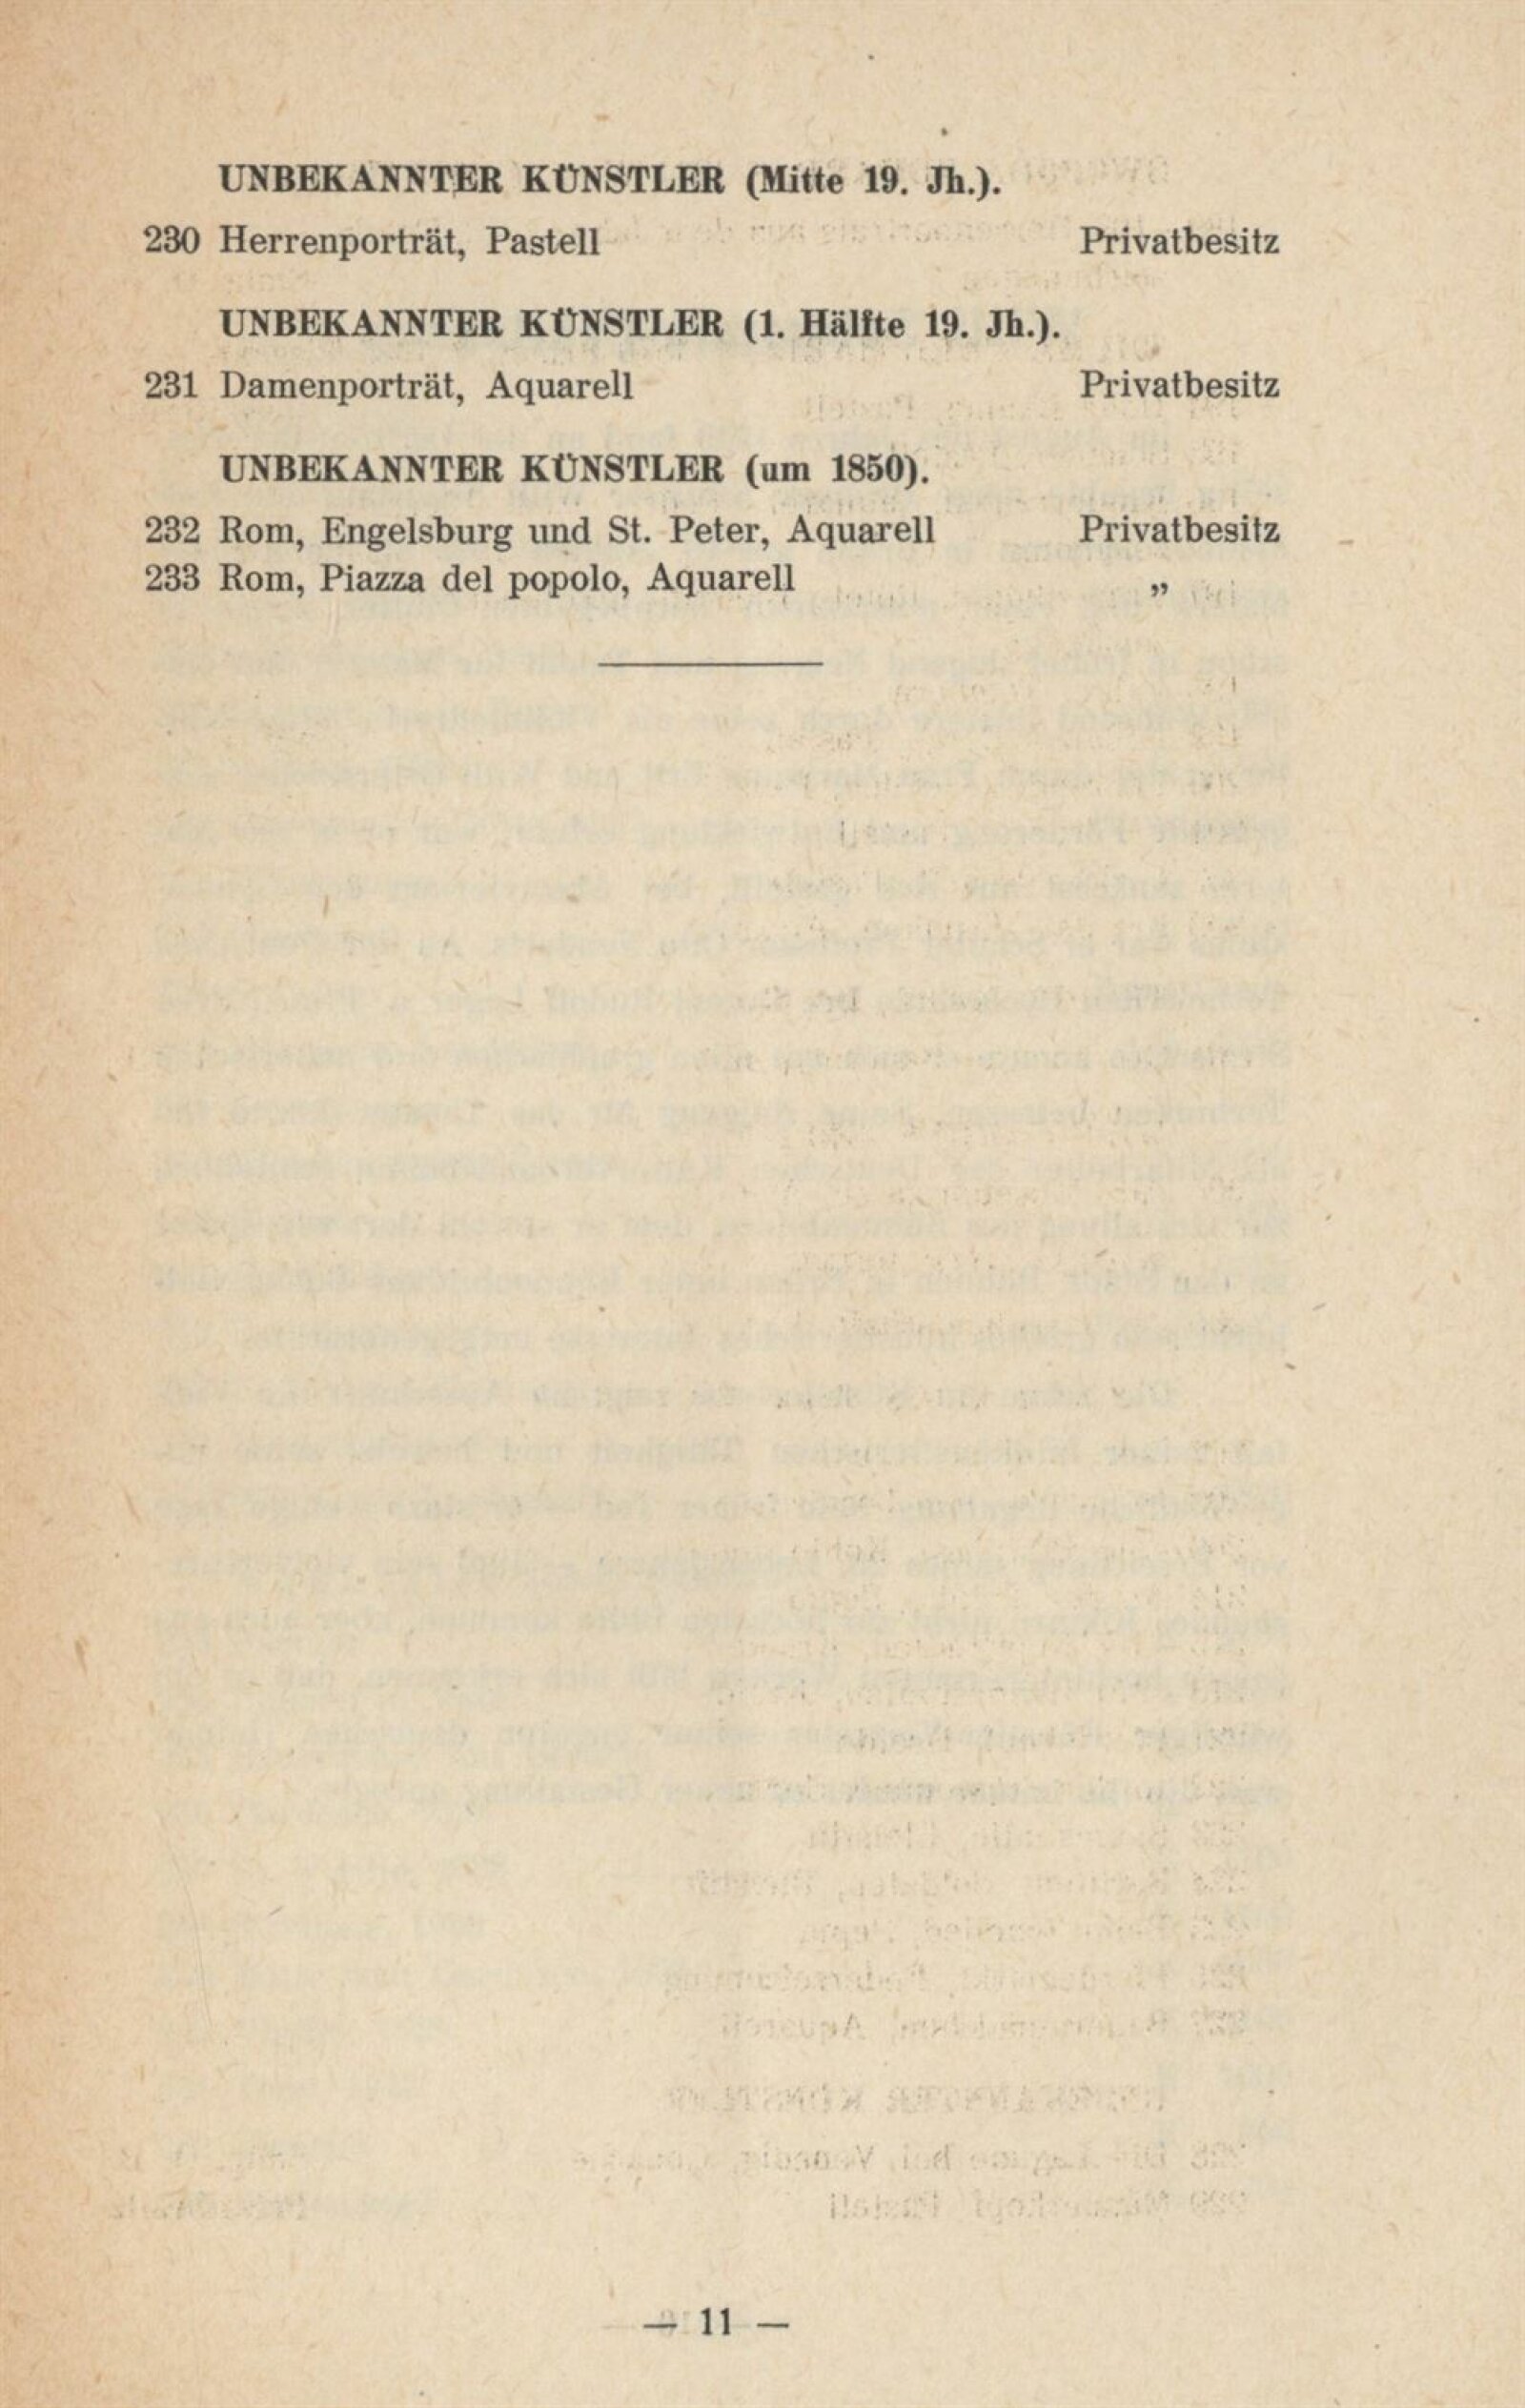 UNBEKANNTER KÜNSTLER (Mitte 19. Jh.).
230 Herrenporträt, Pastell Privatbesitz
UNBEKANNTER KÜNSTLER (1. Hälfte 19. Jh.).
231 Damenporträt, Aquarell Privatbesitz
UNBEKANNTER KÜNSTLER (um 1850).
232 Rom, Engelsburg und St. Peter, Aquarell Privatbesitz
233 Rom, Piazza del popolo, Aquarell „
— 11 —